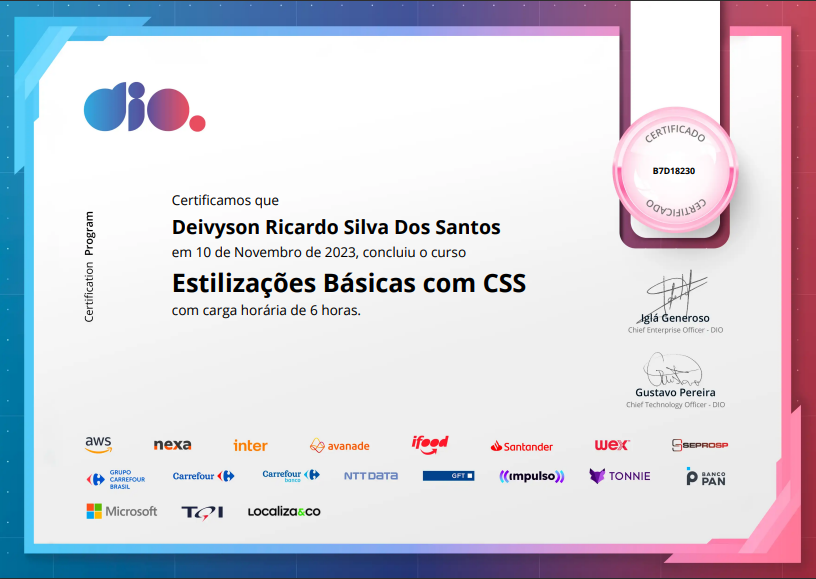 dio.
CERTIFICADO
B7D18230
CERTIFICADO
Certification Program
Certificamos que
Deivyson Ricardo Silva Dos Santos
em 10 de Novembro de 2023, concluiu o curso
Estilizações Básicas com CSS
com carga horária de 6 horas.
Iglá Generoso
Chief Enterprise Officer - DIO
Gustavo Pereira
Chief Technology Officer - DIO
aws nexa inter avanade ifood Santander wex SEPROSP
GRUPO CARREFOUR BRASIL Carrefour Carrefour banco NTT DATA GFT ((impulso)) TONNIE BANCO PAN
Microsoft TQI Localiza&co